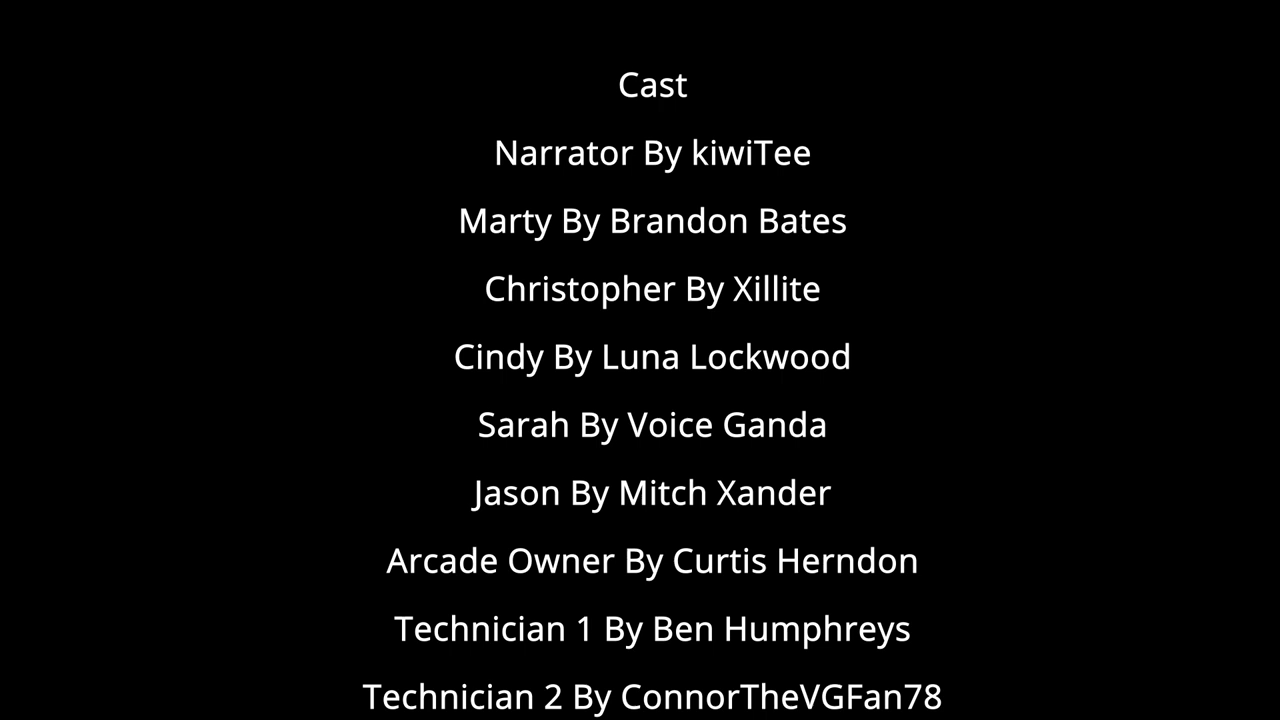 Cast
Narrator By kiwiTee
Marty By Brandon Bates
Christopher By Xillite
Cindy By Luna Lockwood
Sarah By Voice Ganda
Jason By Mitch Xander
Arcade Owner By Curtis Herndon
Technician 1 By Ben Humphreys
Technician 2 By ConnorTheVGFan78